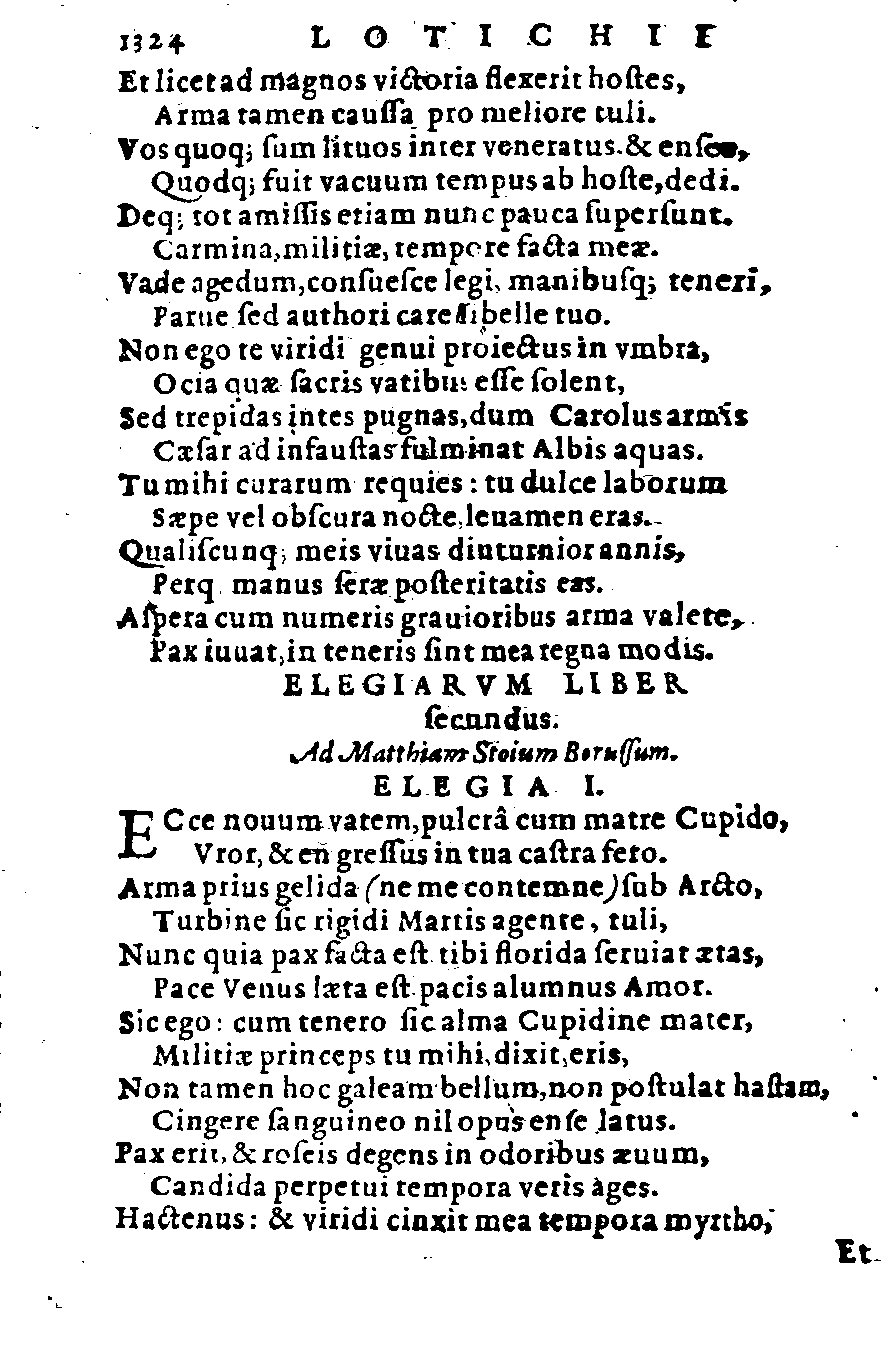 1324 LOTICHII
Et licet ad magnos victoria flexerit hoſtes,
Arma tamen cauſſa pro meliore tuli.
Vos quoq; ſum lituos inter veneratus.& enſes,
Quodq; fuit vacuum tempus ab hoſte, dedi.
Deq; tot amiſſis etiam nunc pauca ſuperſunt.
Carmina, militiæ, tempore facta meæ.
Vade agedum, conſueſce legi, manibuſq; teneri,
Parue ſed authori care libelle tuo.
Non ego te viridi genui proiectus in vmbra,
Ocia quæ ſacris vatibus eſſe ſolent,
Sed trepidas intes pugnas, dum Carolus armis
Cæſar ad infauſtas fulminat Albis aquas.
Tu mihi curarum requies: tu dulce laborum
Sæpe vel obſcura nocte, leuamen eras.
Qualiſcunq; meis viuas diuturnior annis,
Perq. manus ſeræ poſteritatis eas.
Aſpera cum numeris grauioribus arma valete,
Pax iuuat, in teneris ſint mea regna modis.
ELEGIARVM LIBER
ſecundus.
Ad Matthiam Stoium Boruſſum.
ELEGIA I.
ECce nouum vatem, pulcrâ cum matre Cupido,
Vror, & en greſſus in tua caſtra fero.
Arma prius gelida (ne me contemne) ſub Arcto,
Turbine ſic rigidi Martis agente, tuli,
Nunc quia pax facta eſt tibi florida ſeruiat ætas,
Pace Venus læta eſt pacis alumnus Amor.
Sic ego: cum tenero ſic alma Cupidine mater,
Militiæ princeps tu mihi, dixit, eris,
Non tamen hoc galeam bellum, non poſtulat haſtam,
Cingere ſanguineo nil opus enſe latus.
Pax erit, & roſeis degens in odoribus æuum,
Candida perpetui tempora veris ages.
Hactenus: & viridi cinxit mea tempora myrtho,
Et